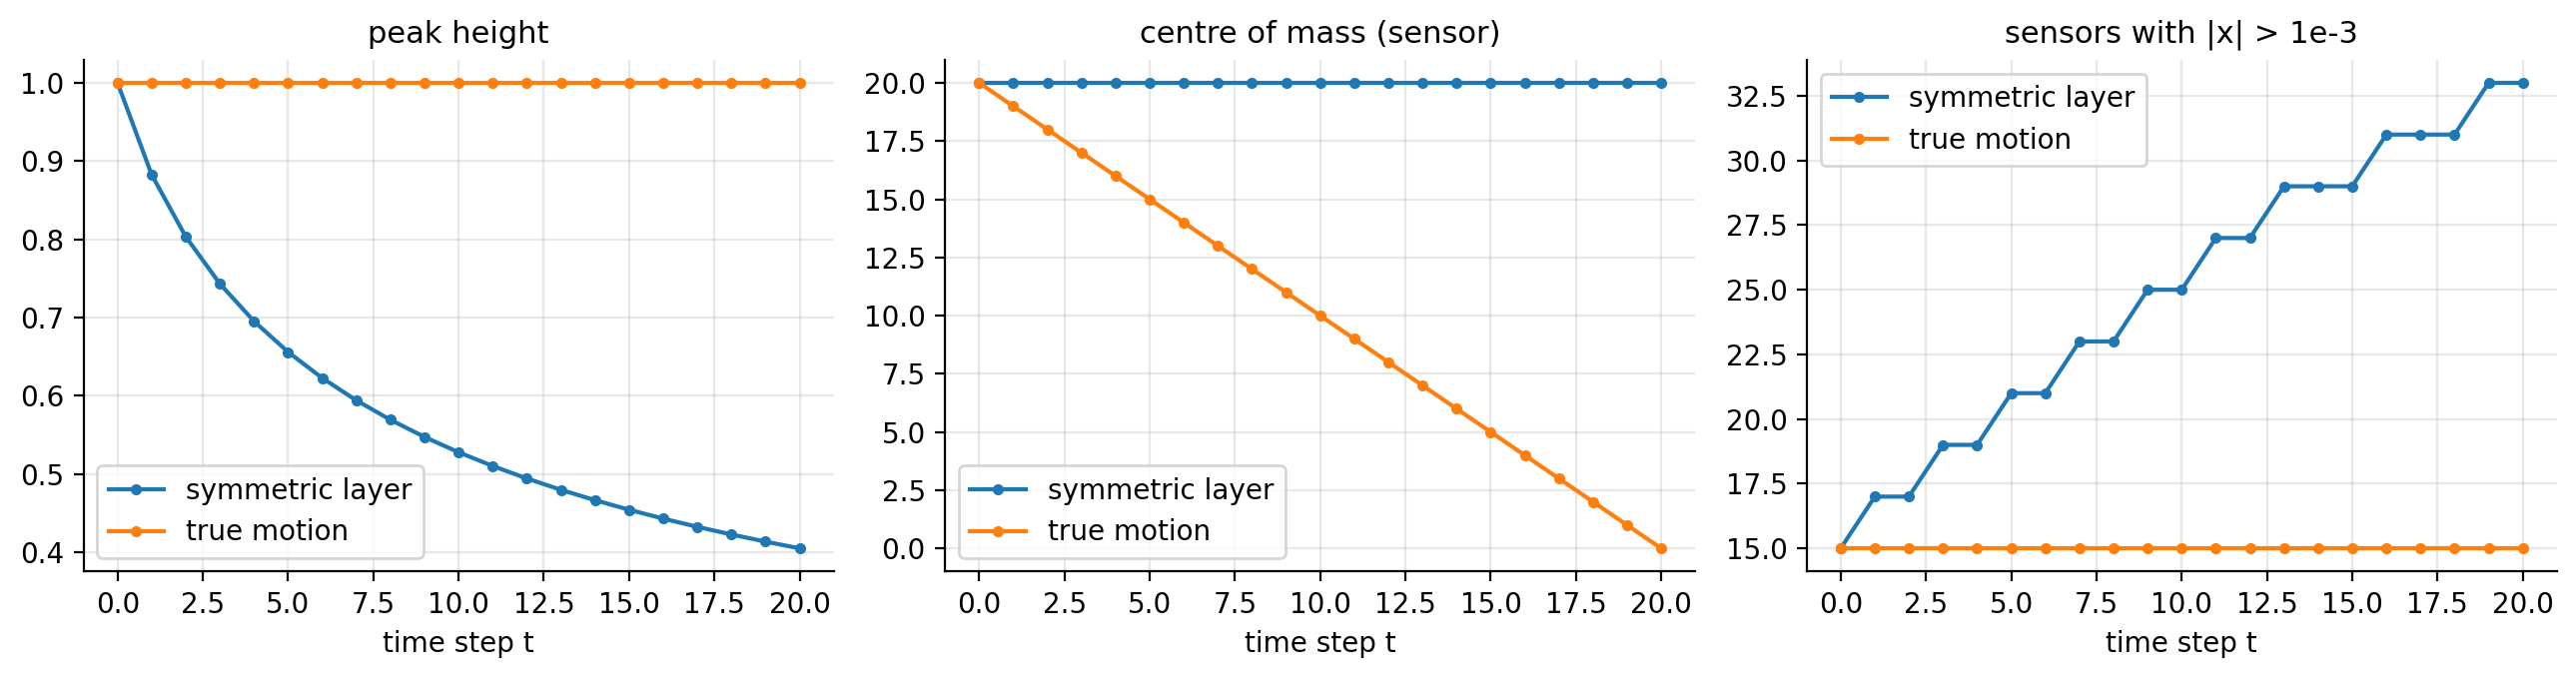 peak height
1.0
0.9
0.8
0.7
0.6
0.5
0.4
symmetric layer
true motion
0.0 2.5 5.0 7.5 10.0 12.5 15.0 17.5 20.0
time step t
centre of mass (sensor)
20.0
17.5
15.0
12.5
10.0
7.5
5.0
2.5
0.0
symmetric layer
true motion
0.0 2.5 5.0 7.5 10.0 12.5 15.0 17.5 20.0
time step t
sensors with |x| > 1e-3
32.5
30.0
27.5
25.0
22.5
20.0
17.5
15.0
symmetric layer
true motion
0.0 2.5 5.0 7.5 10.0 12.5 15.0 17.5 20.0
time step t